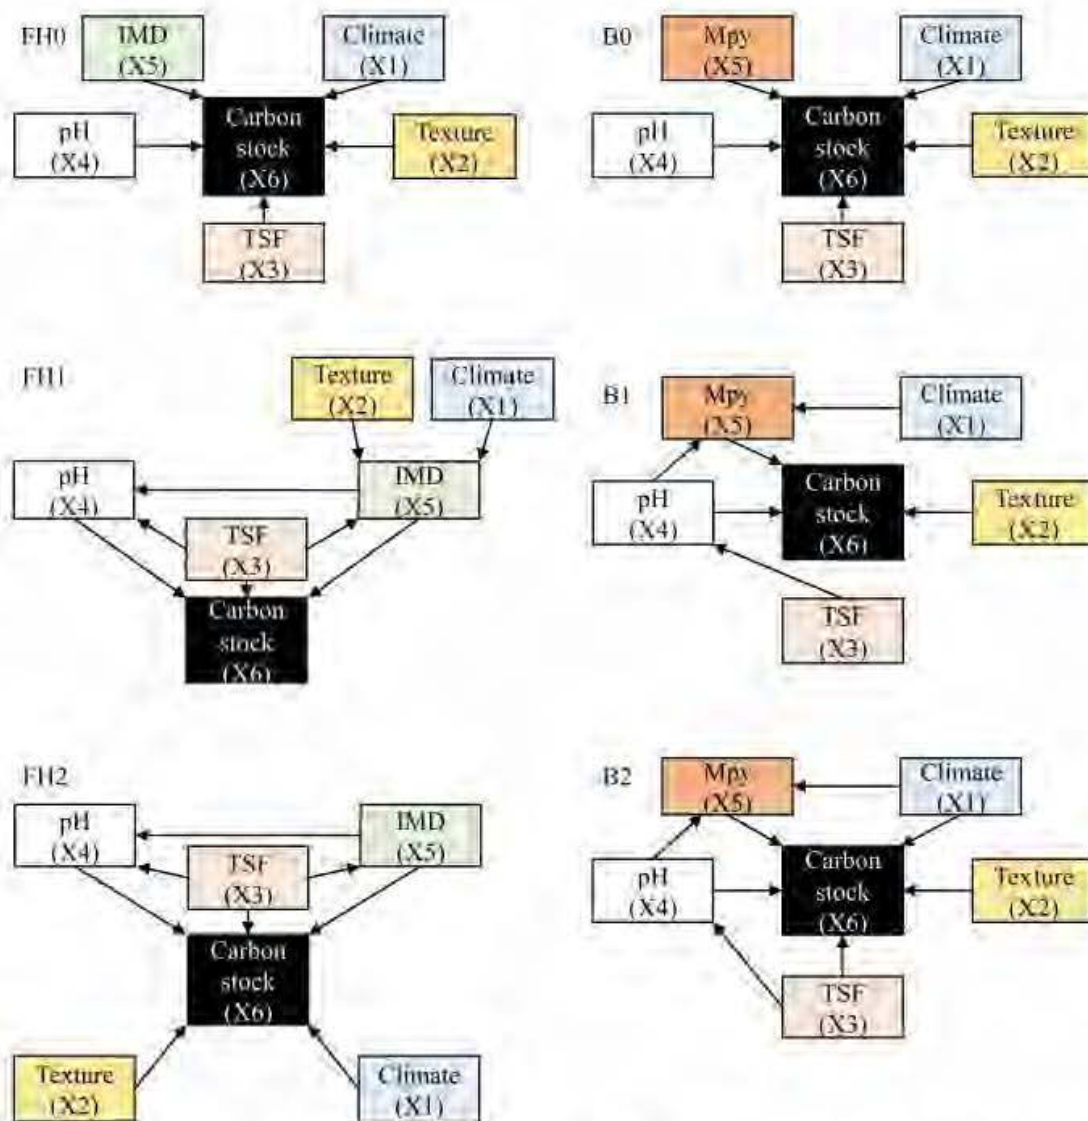 FH0
IMD
(X5)
Climate
(X1)
pH
(X4)
Carbon
stock
(X6)
Texture
(X2)
TSF
(X3)
B0
Mpy
(X5)
Climate
(X1)
pH
(X4)
Carbon
stock
(X6)
Texture
(X2)
TSF
(X3)
FH1
Texture
(X2)
Climate
(X1)
pH
(X4)
IMD
(X5)
TSF
(X3)
Carbon
stock
(X6)
B1
Mpy
(X5)
Climate
(X1)
pH
(X4)
Carbon
stock
(X6)
Texture
(X2)
TSF
(X3)
FH2
pH
(X4)
IMD
(X5)
TSF
(X3)
Carbon
stock
(X6)
Texture
(X2)
Climate
(X1)
B2
Mpy
(X5)
Climate
(X1)
pH
(X4)
Carbon
stock
(X6)
Texture
(X2)
TSF
(X3)